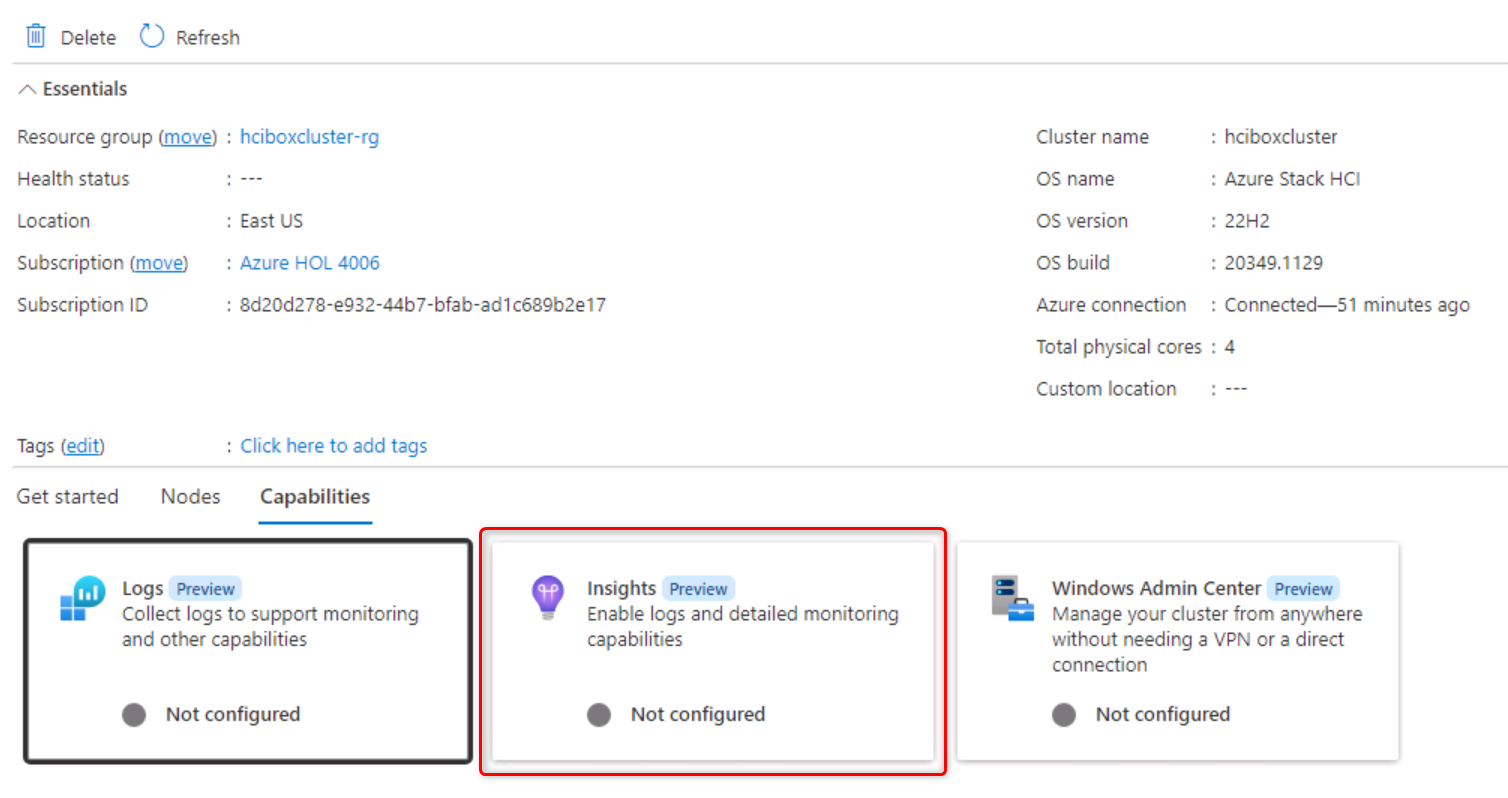 Delete Refresh
Essentials
Resource group (move) : hciboxcluster-rg
Health status : ---
Location : East US
Subscription (move) : Azure HOL 4006
Subscription ID : 8d20d278-e932-44b7-bfab-ad1c689b2e17
Cluster name : hciboxcluster
OS name : Azure Stack HCI
OS version : 22H2
OS build : 20349.1129
Azure connection : Connected—51 minutes ago
Total physical cores : 4
Custom location : ---
Tags (edit) : Click here to add tags
Get started Nodes Capabilities
Logs Preview
Collect logs to support monitoring
and other capabilities
Not configured
Insights Preview
Enable logs and detailed monitoring
capabilities
Not configured
Windows Admin Center Preview
Manage your cluster from anywhere
without needing a VPN or a direct
connection
Not configured